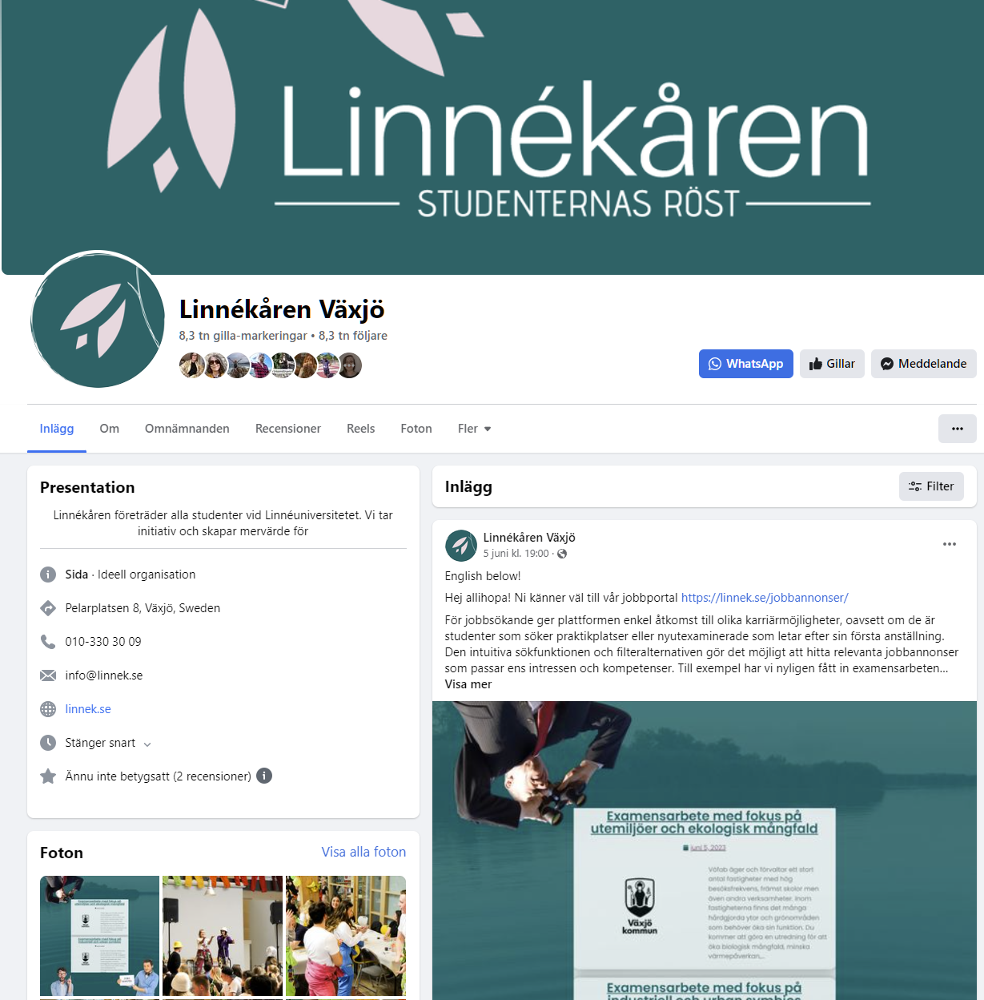 Linnékåren
STUDENTERNAS RÖST
Linnékåren Växjö
8,3 tn gilla-markeringar • 8,3 tn följare
WhatsApp
Gillar
Meddelande
Inlägg
Om
Omnämnanden
Recensioner
Reels
Foton
Fler
Presentation
Linnékåren företräder alla studenter vid Linnéuniversitetet. Vi tar
initiativ och skapar mervärde för
Sida · Ideell organisation
Pelarplatsen 8, Växjö, Sweden
010-330 30 09
info@linnek.se
linnek.se
Stänger snart
Ännu inte betygsatt (2 recensioner)
Foton
Visa alla foton
Examensarbete med fokus på
utemiljöer och ekologisk mångfald
Inlägg
Filter
Linnékåren Växjö
5 juni kl. 19:00 ·
English below!
Hej allihopa! Ni känner väl till vår jobbportal https://linnek.se/jobbannonser/
För jobbsökande ger plattformen enkel åtkomst till olika karriärmöjligheter, oavsett om de är
studenter som söker praktikplatser eller nyutexaminerade som letar efter sin första anställning.
Den intuitiva sökfunktionen och filteralternativen gör det möjligt att hitta relevanta jobbannonser
som passar ens intressen och kompetenser. Till exempel har vi nyligen fått in examensarbeten...
Visa mer
Examensarbete med fokus på
utemiljöer och ekologisk mångfald
juni 5, 2023
Växjö
kommun
Vöfab äger och förvaltar ett stort
antal fastigheter med hög
besöksfrekvens, främst skolor men
även andra verksamheter. Inom
fastigheterna finns det många
hårdgjorda ytor och grönområden
som behöver öka sin funktion. Du
kommer att göra en utredning för att
öka biologisk mångfald, minska
värmepåverkan,...
Examensarbete med fokus på
industriell och urban symbios